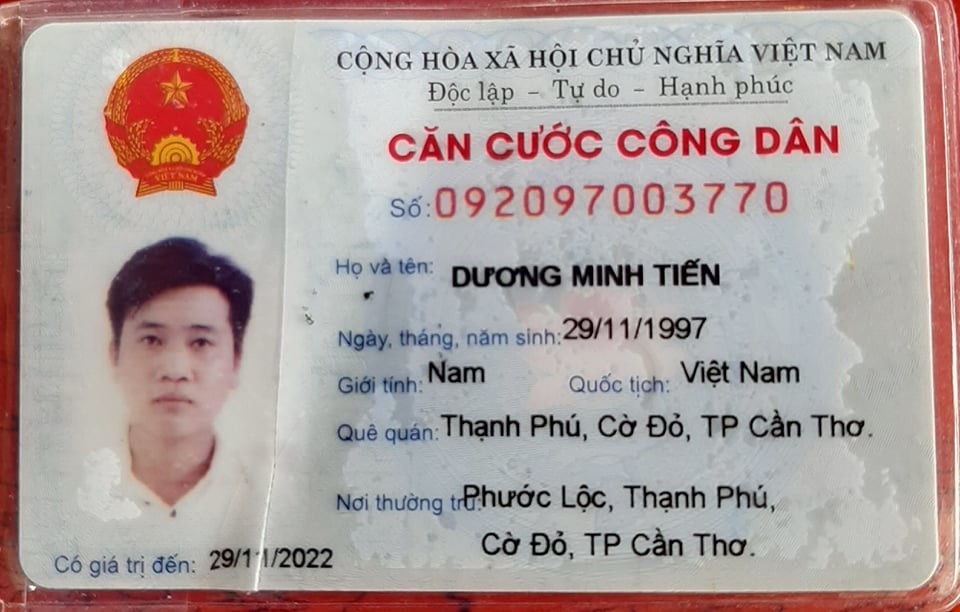 CỘNG HÒA XÃ HỘI CHỦ NGHĨA VIỆT NAM
Độc lập - Tự do - Hạnh phúc
CĂN CƯỚC CÔNG DÂN
Số: 092097003770
Họ và tên: DƯƠNG MINH TIẾN
Ngày, tháng, năm sinh: 29/11/1997
Giới tính: Nam Quốc tịch: Việt Nam
Quê quán: Thạnh Phú, Cờ Đỏ, TP Cần Thơ.
Nơi thường trú: Phước Lộc, Thạnh Phú,
Cờ Đỏ, TP Cần Thơ.
Có giá trị đến: 29/11/2022
VIỆT NAM